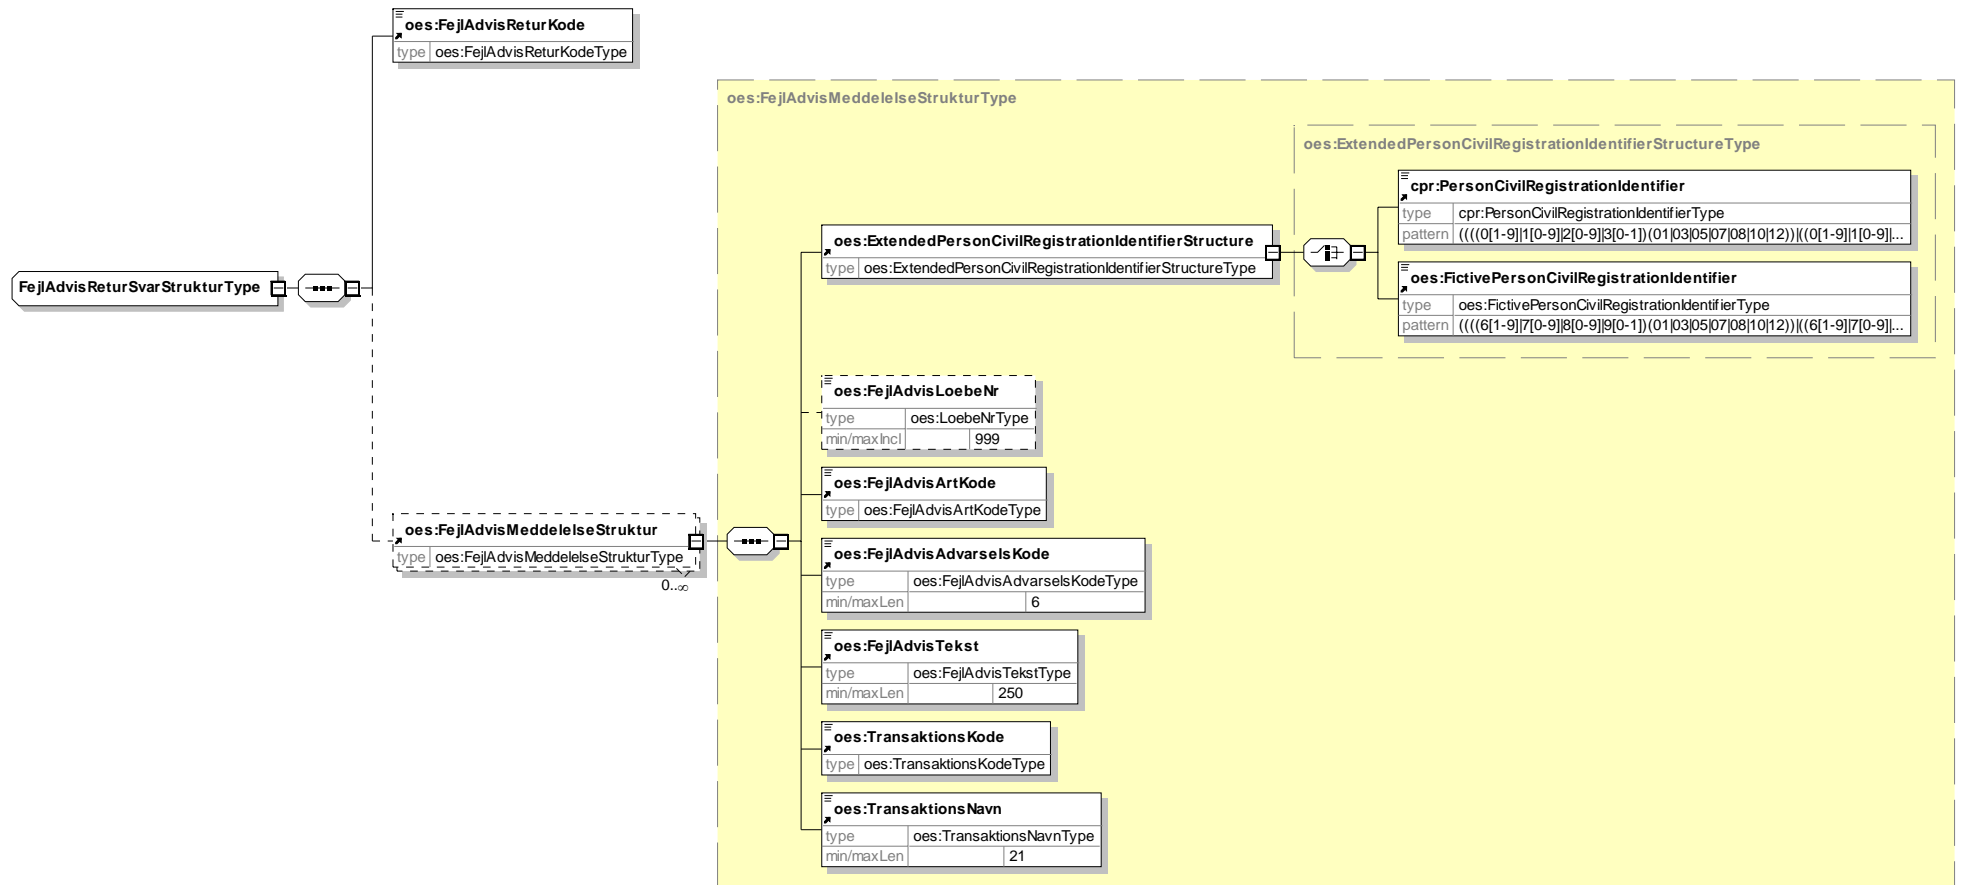 oes:FejlAdvisReturKode
type oes:FejlAdvisReturKodeType
oes:FejlAdvisMeddelelseStrukturType
oes:ExtendedPersonCivilRegistrationIdentifierStructureType
cpr:PersonCivilRegistrationIdentifier
type cpr:PersonCivilRegistrationIdentifierType
pattern ((((0[1-9]|1[0-9]|2[0-9]|3[0-1])(01|03|05|07|08|10|12))|((0[1-9]|1[0-9]|...
oes:ExtendedPersonCivilRegistrationIdentifierStructure
type oes:ExtendedPersonCivilRegistrationIdentifierStructureType
oes:FictivePersonCivilRegistrationIdentifier
type oes:FictivePersonCivilRegistrationIdentifierType
pattern ((((6[1-9]|7[0-9]|8[0-9]|9[0-1])(01|03|05|07|08|10|12))|((6[1-9]|7[0-9]|...
FejlAdvisReturSvarStrukturType
oes:FejlAdvisLoebeNr
type oes:LoebeNrType
min/maxIncl 999
oes:FejlAdvisArtKode
type oes:FejlAdvisArtKodeType
oes:FejlAdvisMeddelelseStruktur
type oes:FejlAdvisMeddelelseStrukturType
0..∞
oes:FejlAdvisAdvarselsKode
type oes:FejlAdvisAdvarselsKodeType
min/maxLen 6
oes:FejlAdvisTekst
type oes:FejlAdvisTekstType
min/maxLen 250
oes:TransaktionsKode
type oes:TransaktionsKodeType
oes:TransaktionsNavn
type oes:TransaktionsNavnType
min/maxLen 21